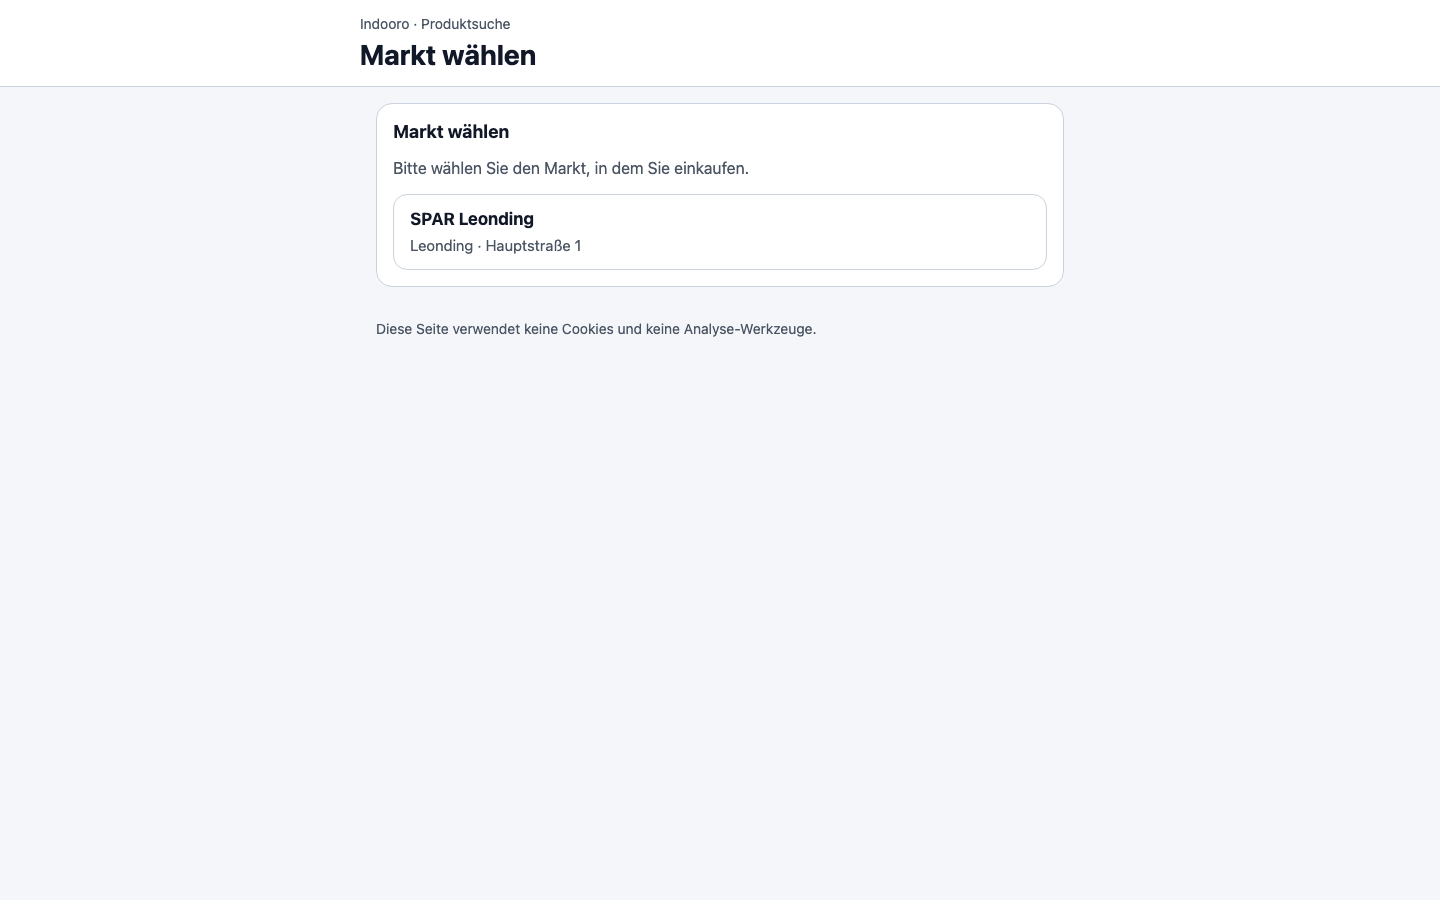 Indooro · Produktsuche
Markt wählen
Markt wählen
Bitte wählen Sie den Markt, in dem Sie einkaufen.
SPAR Leonding
Leonding · Hauptstraße 1
Diese Seite verwendet keine Cookies und keine Analyse-Werkzeuge.